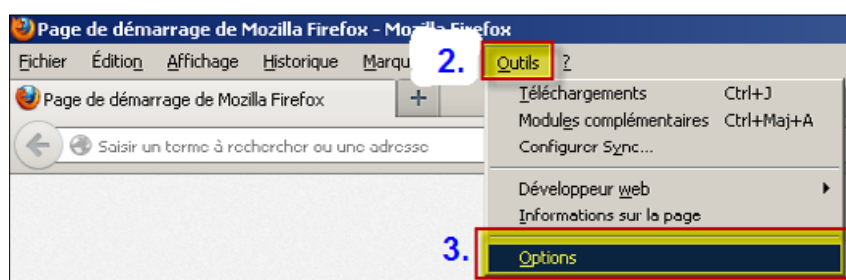 Page de démarrage de Mozilla Firefox - Mozilla Firefox
Fichier Édition Affichage Historique Marqu 2. Outils ?
Page de démarrage de Mozilla Firefox +
Téléchargements Ctrl+J
Modules complémentaires Ctrl+Maj+A
Saisir un terme à rechercher ou une adresse
Configurer Sync...
Développeur web
Informations sur la page
3. Options